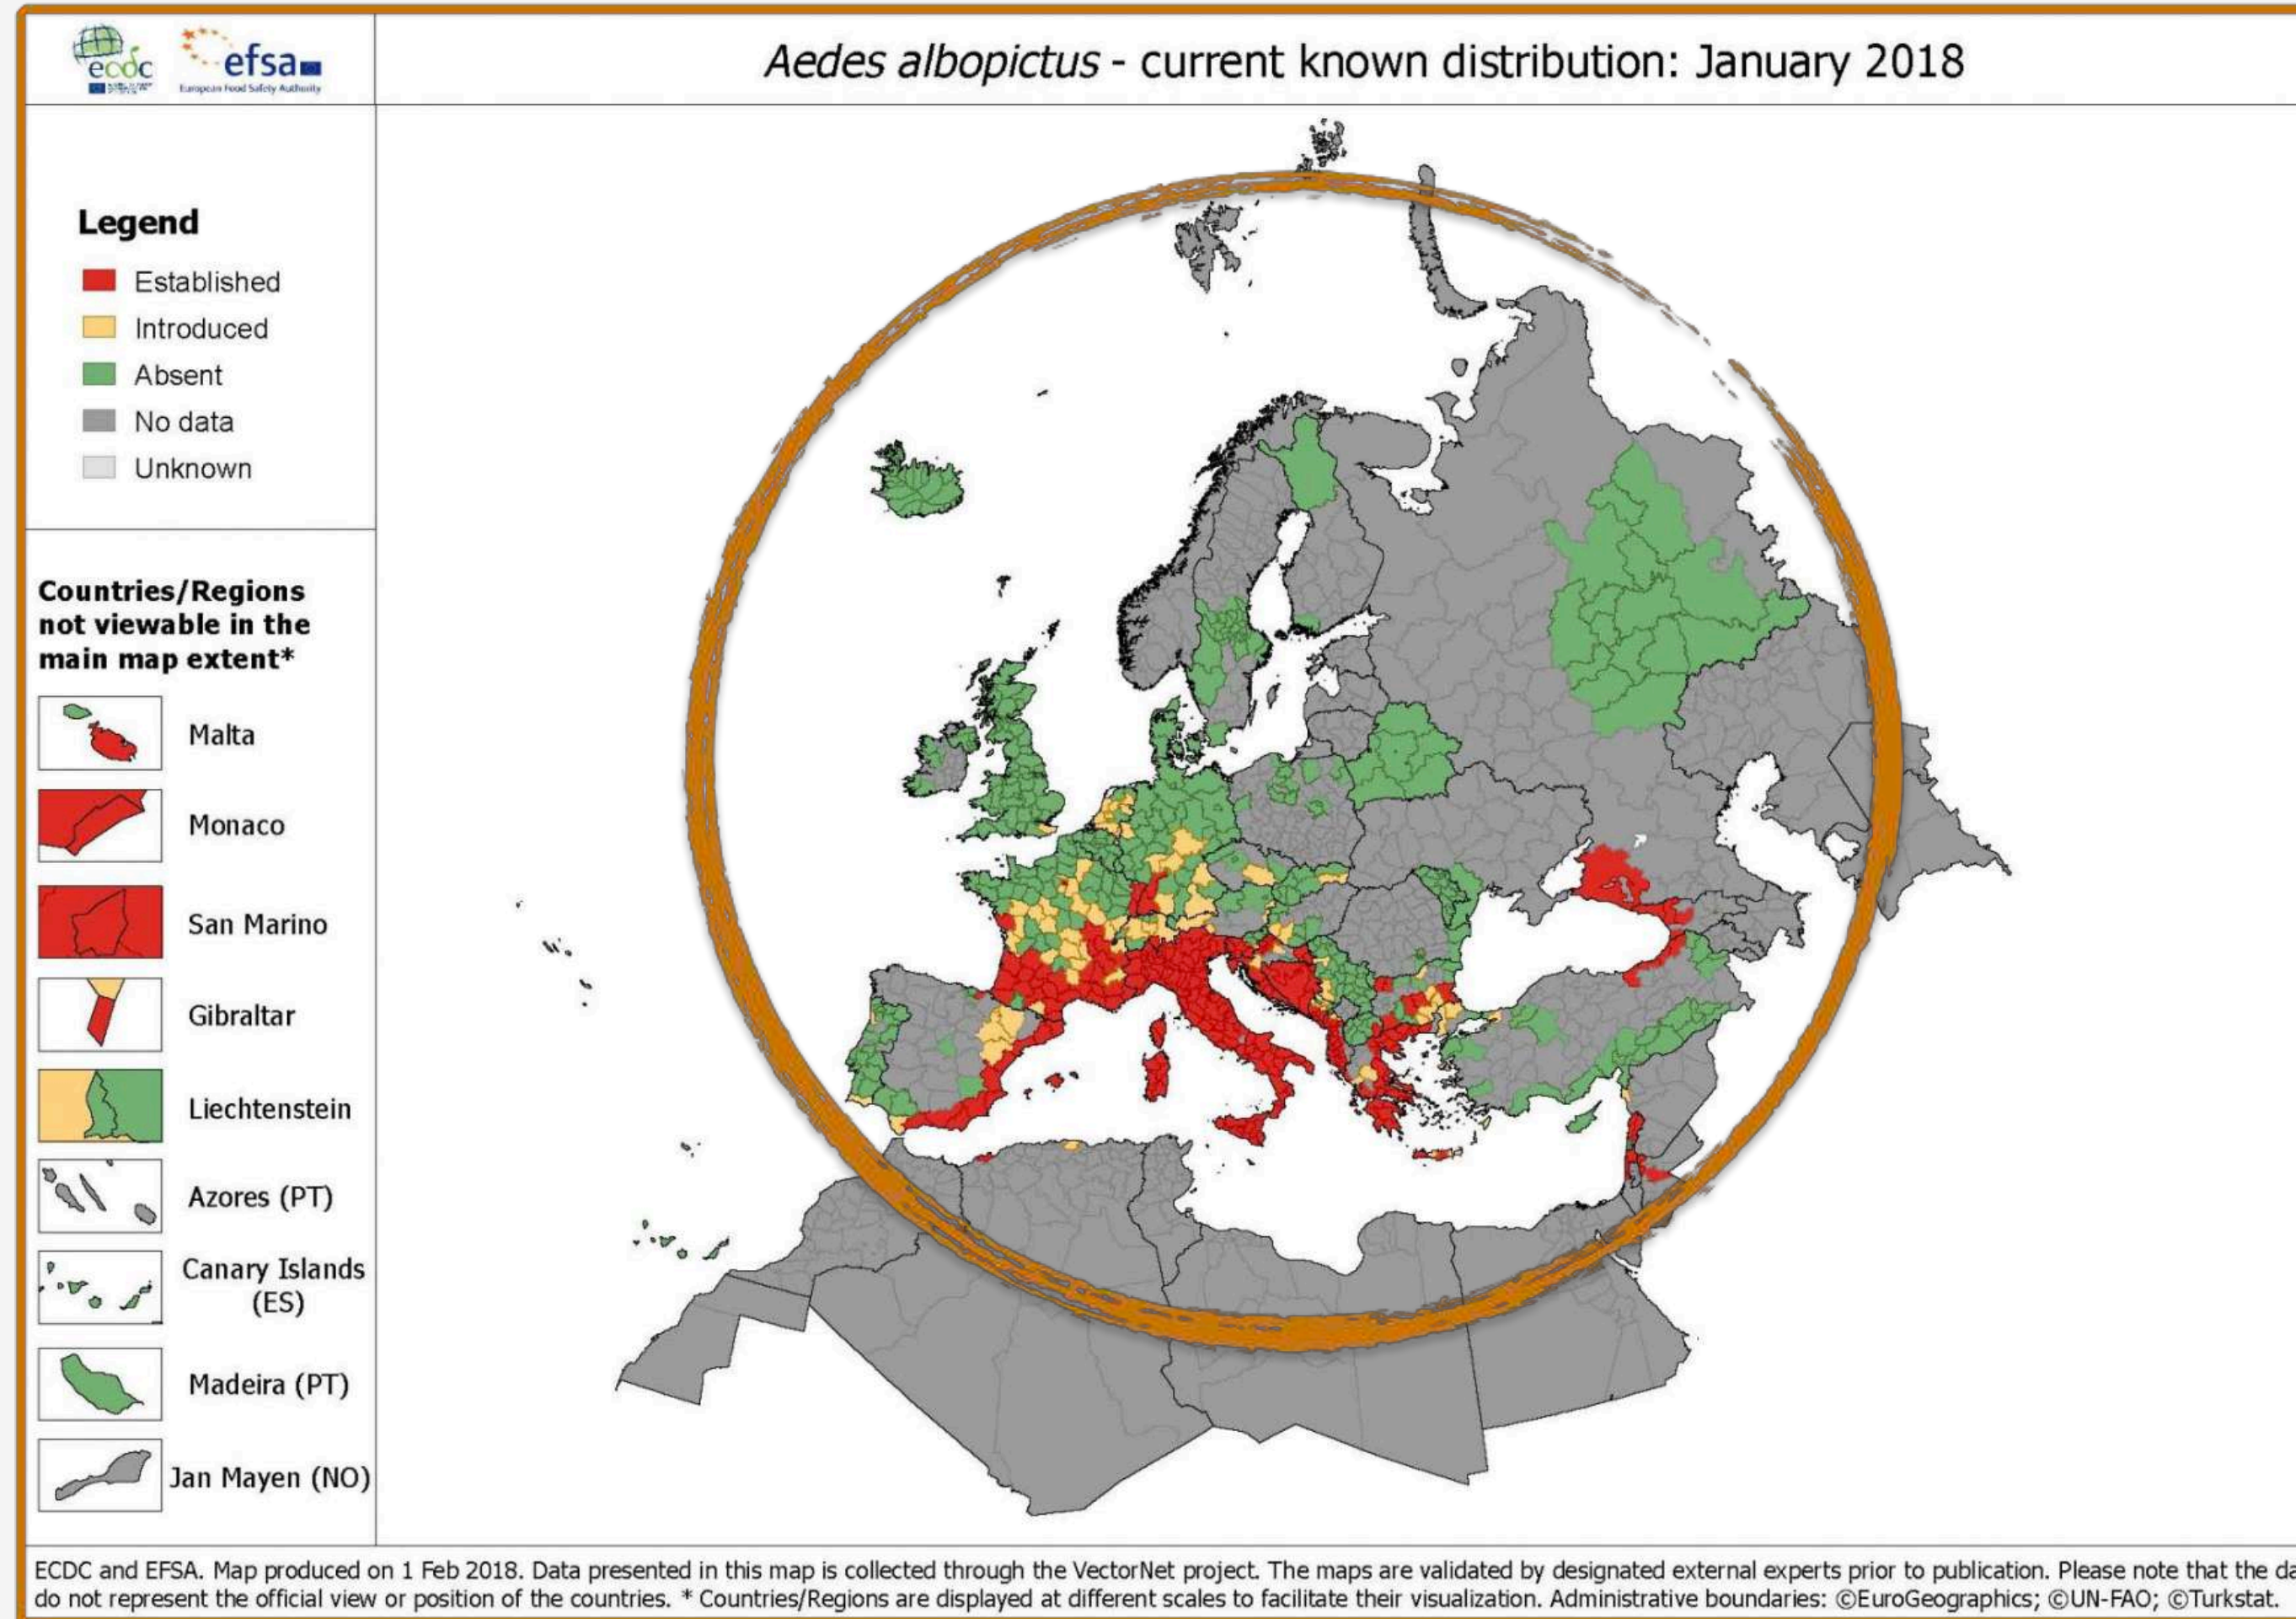 ecdc
efsa
European Food Safety Authority
Aedes albopictus - current known distribution: January 2018
Legend
Established
Introduced
Absent
No data
Unknown
Countries/Regions
not viewable in the
main map extent*
Malta
Monaco
San Marino
Gibraltar
Liechtenstein
Azores (PT)
Canary Islands
(ES)
Madeira (PT)
Jan Mayen (NO)
ECDC and EFSA. Map produced on 1 Feb 2018. Data presented in this map is collected through the VectorNet project. The maps are validated by designated external experts prior to publication. Please note that the da
do not represent the official view or position of the countries. * Countries/Regions are displayed at different scales to facilitate their visualization. Administrative boundaries: ©EuroGeographics; ©UN-FAO; ©Turkstat.